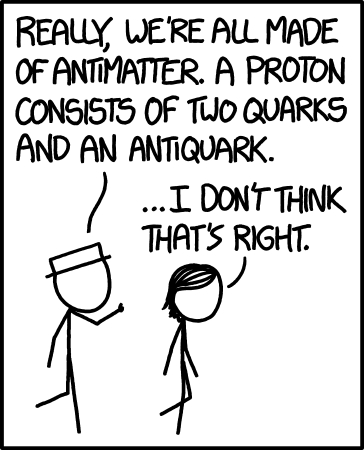 REALLY, WE'RE ALL MADE
OF ANTIMATTER. A PROTON
CONSISTS OF TWO QUARKS
AND AN ANTIQUARK.
...I DON'T THINK
THAT'S RIGHT.